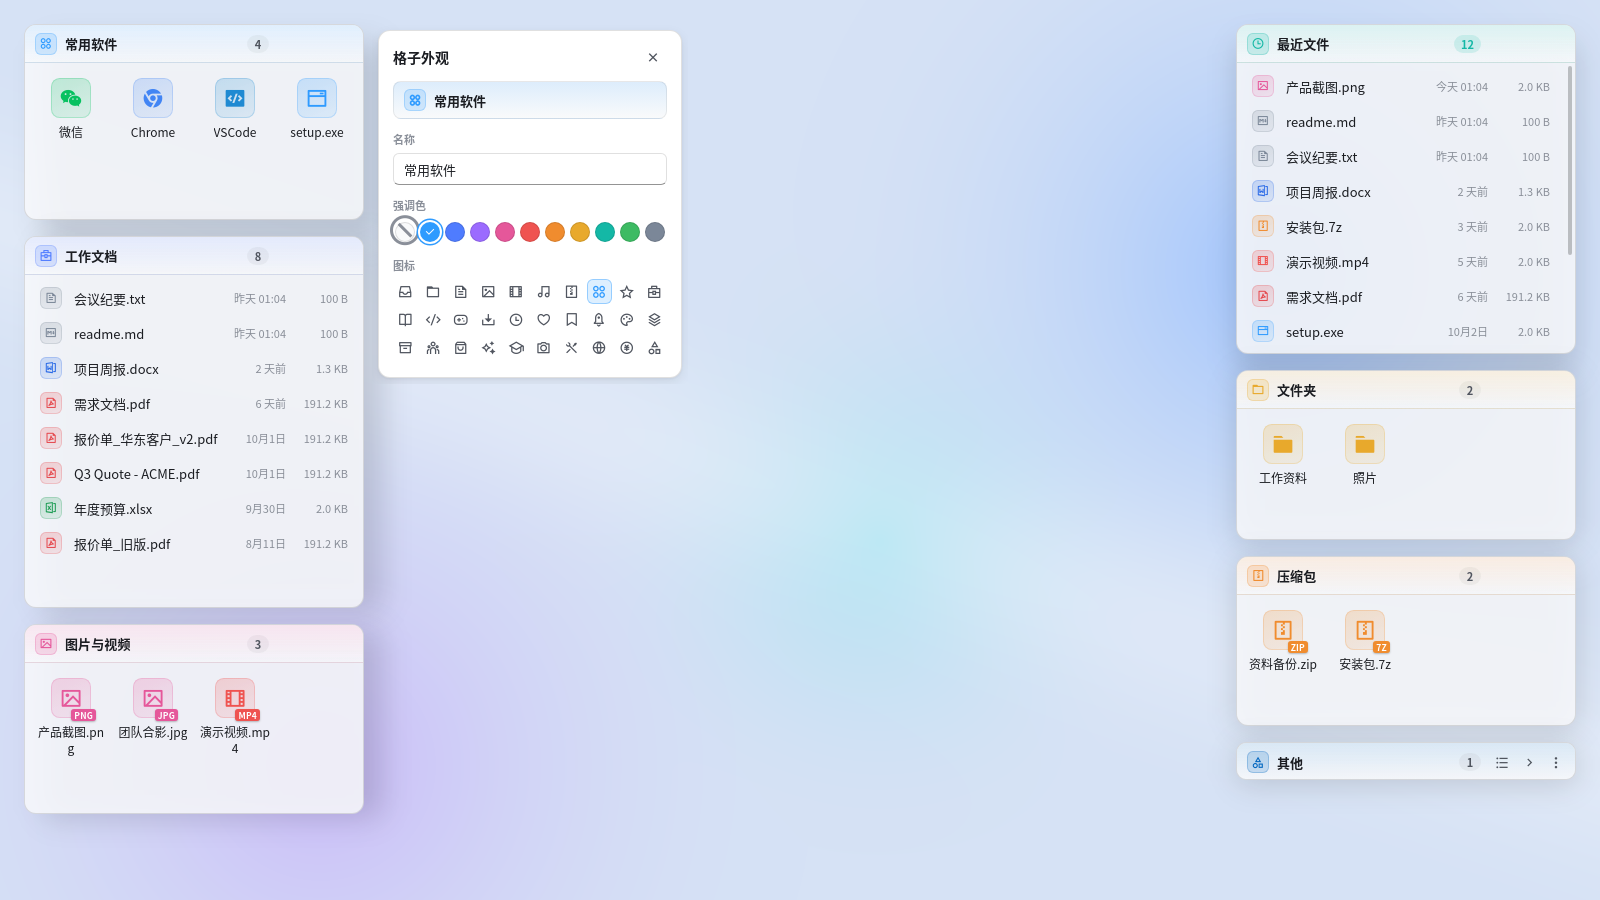 常用软件
4
微信
Chrome
VSCode
setup.exe
工作文档
8
会议纪要.txt 昨天 01:04 100 B
readme.md 昨天 01:04 100 B
项目周报.docx 2 天前 1.3 KB
需求文档.pdf 6 天前 191.2 KB
报价单_华东客户_v2.pdf 10月1日 191.2 KB
Q3 Quote - ACME.pdf 10月1日 191.2 KB
年度预算.xlsx 9月30日 2.0 KB
报价单_旧版.pdf 8月11日 191.2 KB
图片与视频
3
PNG
JPG
MP4
产品截图.pn
g
团队合影.jpg
演示视频.mp
4
格子外观
常用软件
名称
常用软件
强调色
图标
最近文件
12
产品截图.png 今天 01:04 2.0 KB
readme.md 昨天 01:04 100 B
会议纪要.txt 昨天 01:04 100 B
项目周报.docx 2 天前 1.3 KB
安装包.7z 3 天前 2.0 KB
演示视频.mp4 5 天前 2.0 KB
需求文档.pdf 6 天前 191.2 KB
setup.exe 10月2日 2.0 KB
文件夹
2
工作资料
照片
压缩包
2
ZIP
7Z
资料备份.zip
安装包.7z
其他
1